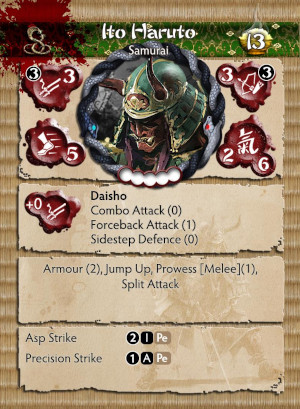 Ito Haruto
Samurai
13
3 3
3 3
5
氣
2 6
+0
Daisho
Combo Attack (0)
Forceback Attack (1)
Sidestep Defence (0)
Armour (2), Jump Up, Prowess [Melee](1),
Split Attack
Asp Strike 2 I Pe
Precision Strike 1 A Pe